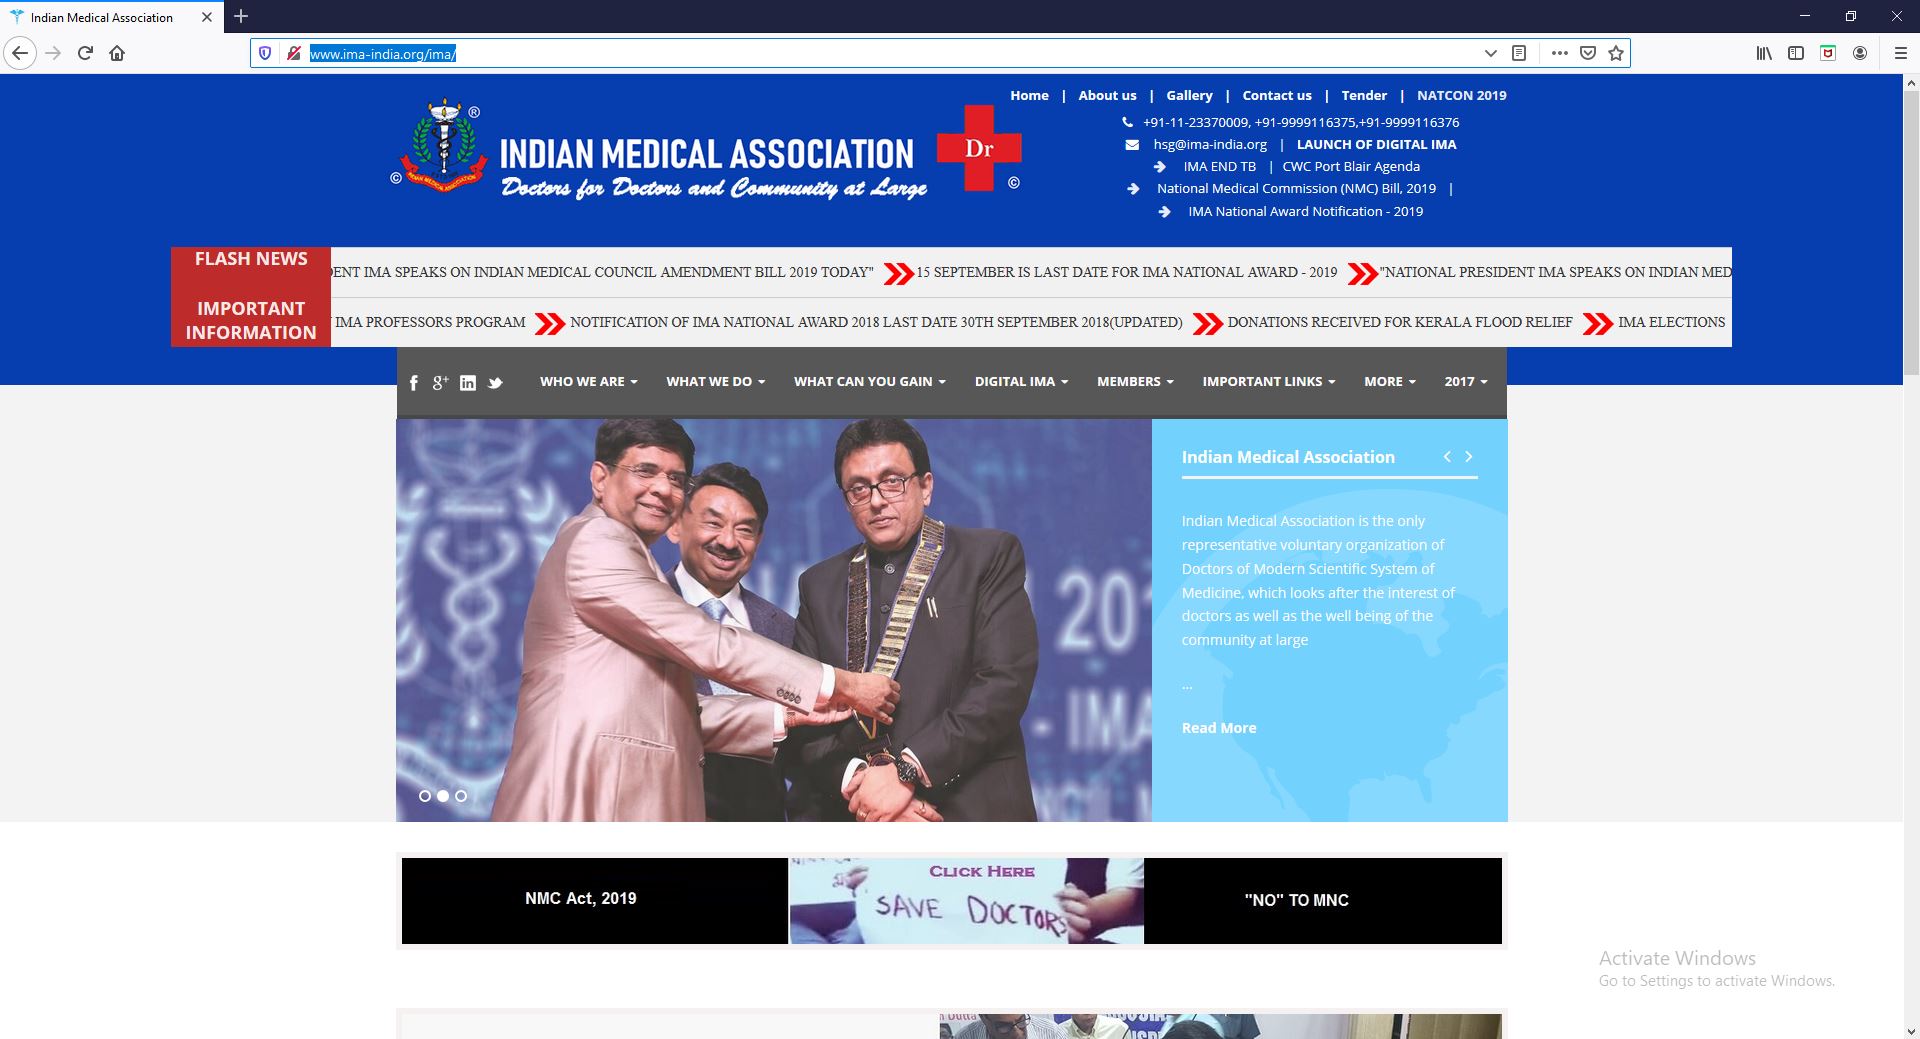 Indian Medical Association
www.ima-india.org/ima/
Home | About us | Gallery | Contact us | Tender | NATCON 2019
+91-11-23370009, +91-9999116375,+91-9999116376
hsg@ima-india.org | LAUNCH OF DIGITAL IMA
IMA END TB | CWC Port Blair Agenda
National Medical Commission (NMC) Bill, 2019 |
IMA National Award Notification - 2019
®
INDIAN MEDICAL ASSOCIATION
Doctors for Doctors and Community at Large
©
INDIAN MEDICAL ASSOCIATION
Dr
©
FLASH NEWS
DENT IMA SPEAKS ON INDIAN MEDICAL COUNCIL AMENDMENT BILL 2019 TODAY" 15 SEPTEMBER IS LAST DATE FOR IMA NATIONAL AWARD - 2019 "NATIONAL PRESIDENT IMA SPEAKS ON INDIAN MED
IMPORTANT
INFORMATION
IMA PROFESSORS PROGRAM NOTIFICATION OF IMA NATIONAL AWARD 2018 LAST DATE 30TH SEPTEMBER 2018(UPDATED) DONATIONS RECEIVED FOR KERALA FLOOD RELIEF IMA ELECTIONS
WHO WE ARE WHAT WE DO WHAT CAN YOU GAIN DIGITAL IMA MEMBERS IMPORTANT LINKS MORE 2017
201
- IMA
Indian Medical Association
Indian Medical Association is the only
representative voluntary organization of
Doctors of Modern Scientific System of
Medicine, which looks after the interest of
doctors as well as the well being of the
community at large
...
Read More
NMC Act, 2019
CLICK HERE
SAVE DOCTORS
"NO" TO MNC
Activate Windows
Go to Settings to activate Windows.